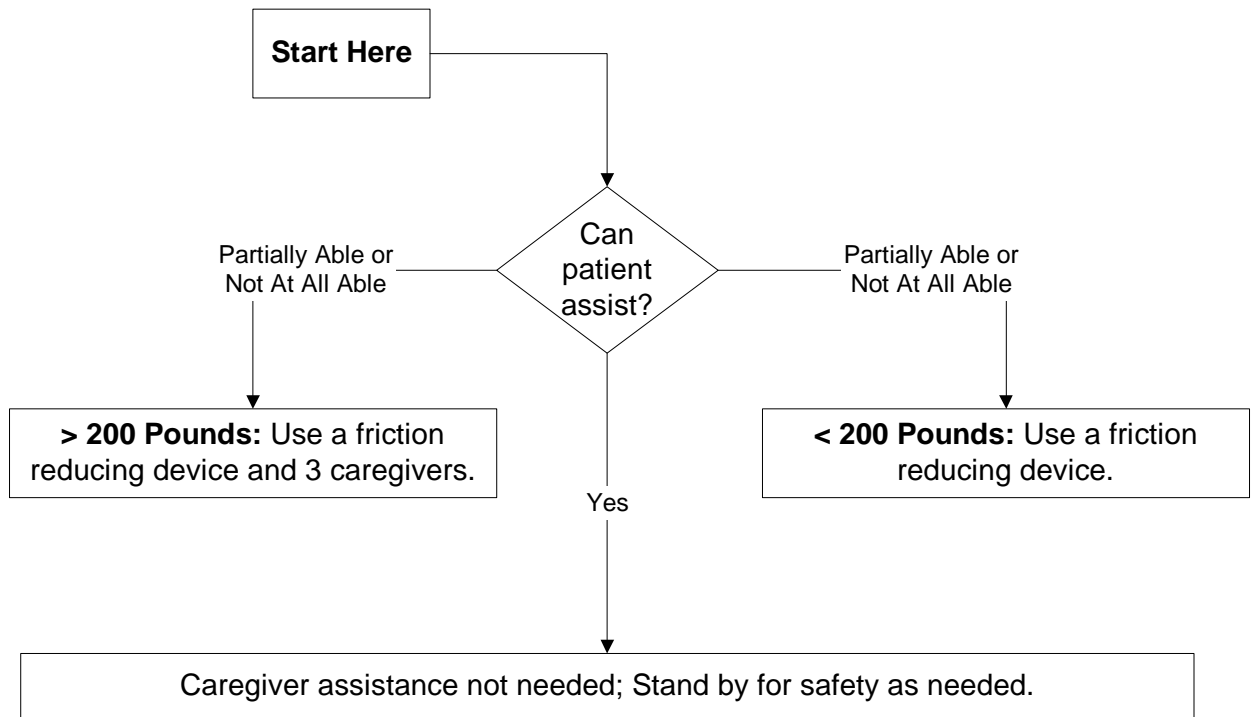 Start Here
Can
patient
assist?
Partially Able or
Not At All Able
Partially Able or
Not At All Able
> 200 Pounds: Use a friction
reducing device and 3 caregivers.
< 200 Pounds: Use a friction
reducing device.
Yes
Caregiver assistance not needed; Stand by for safety as needed.